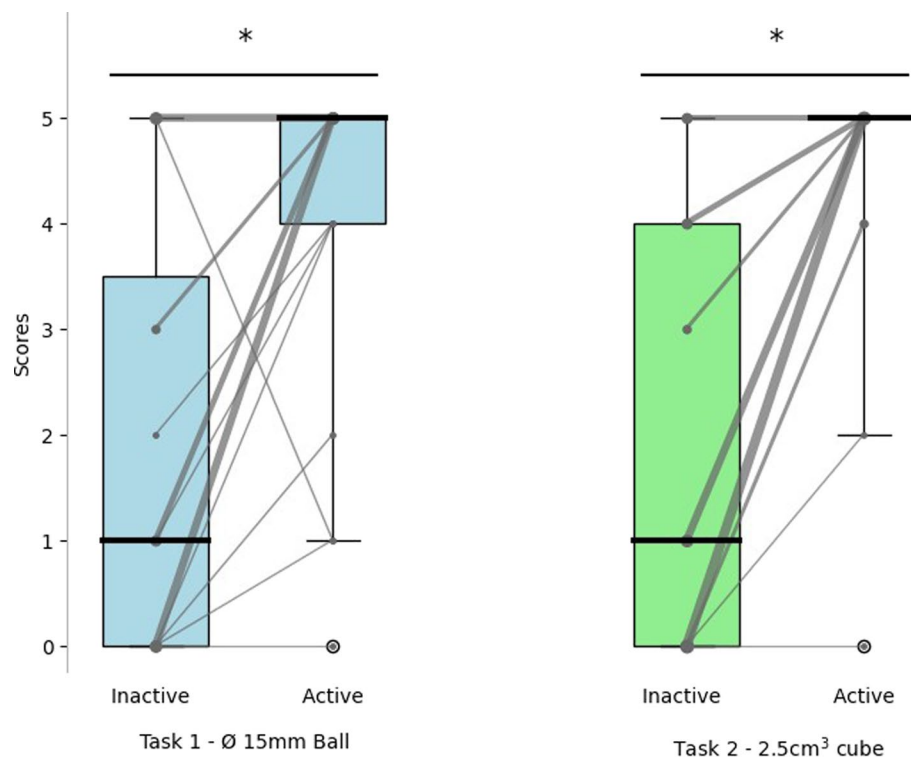 *
*
5
4
3
2
1
0
Scores
Inactive
Active
Inactive
Active
Task 1 - Ø 15mm Ball
Task 2 - 2.5cm³ cube